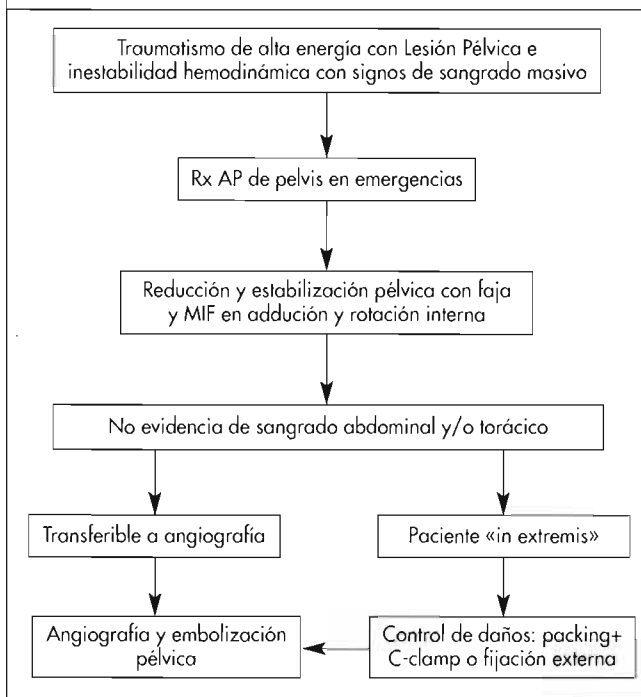 Traumatismo de alta energía con Lesión Pélvica e
inestabilidad hemodinámica con signos de sangrado masivo
Rx AP de pelvis en emergencias
Reducción y estabilización pélvica con faja
y MIF en addución y rotación interna
No evidencia de sangrado abdominal y/o torácico
Transferible a angiografía
Paciente «in extremis»
Angiografía y embolización
pélvica
Control de daños: packing+
C-clamp o fijación externa